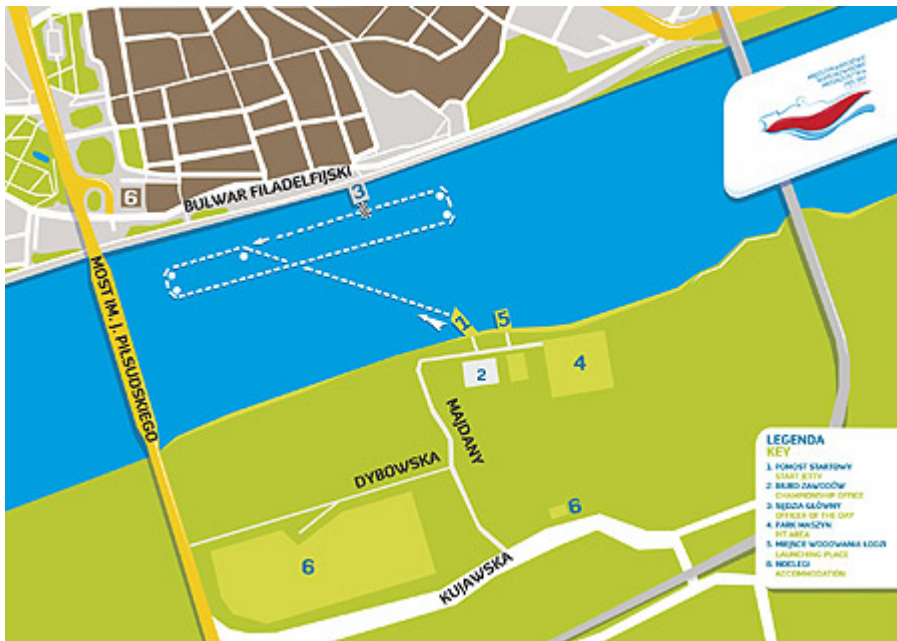 6
BULWAR FILADELFIJSKI
3
MOST IM. J. PIŁSUDSKIEGO
1
5
2
4
MAJDANY
DYBOWSKA
6
6
KUJAWSKA
LEGENDA
KEY
1. POMOST STARTOWY
START JETTY
2. BIURO ZAWODÓW
CHAMPIONSHIP OFFICE
3. SĘDZIA GŁÓWNY
OFFICER OF THE DAY
4. PARK MASZYN
PIT AREA
5. MIEJSCE WODOWANIA ŁODZI
LAUNCHING PLACE
6. NOCLEGI
ACCOMMODATION